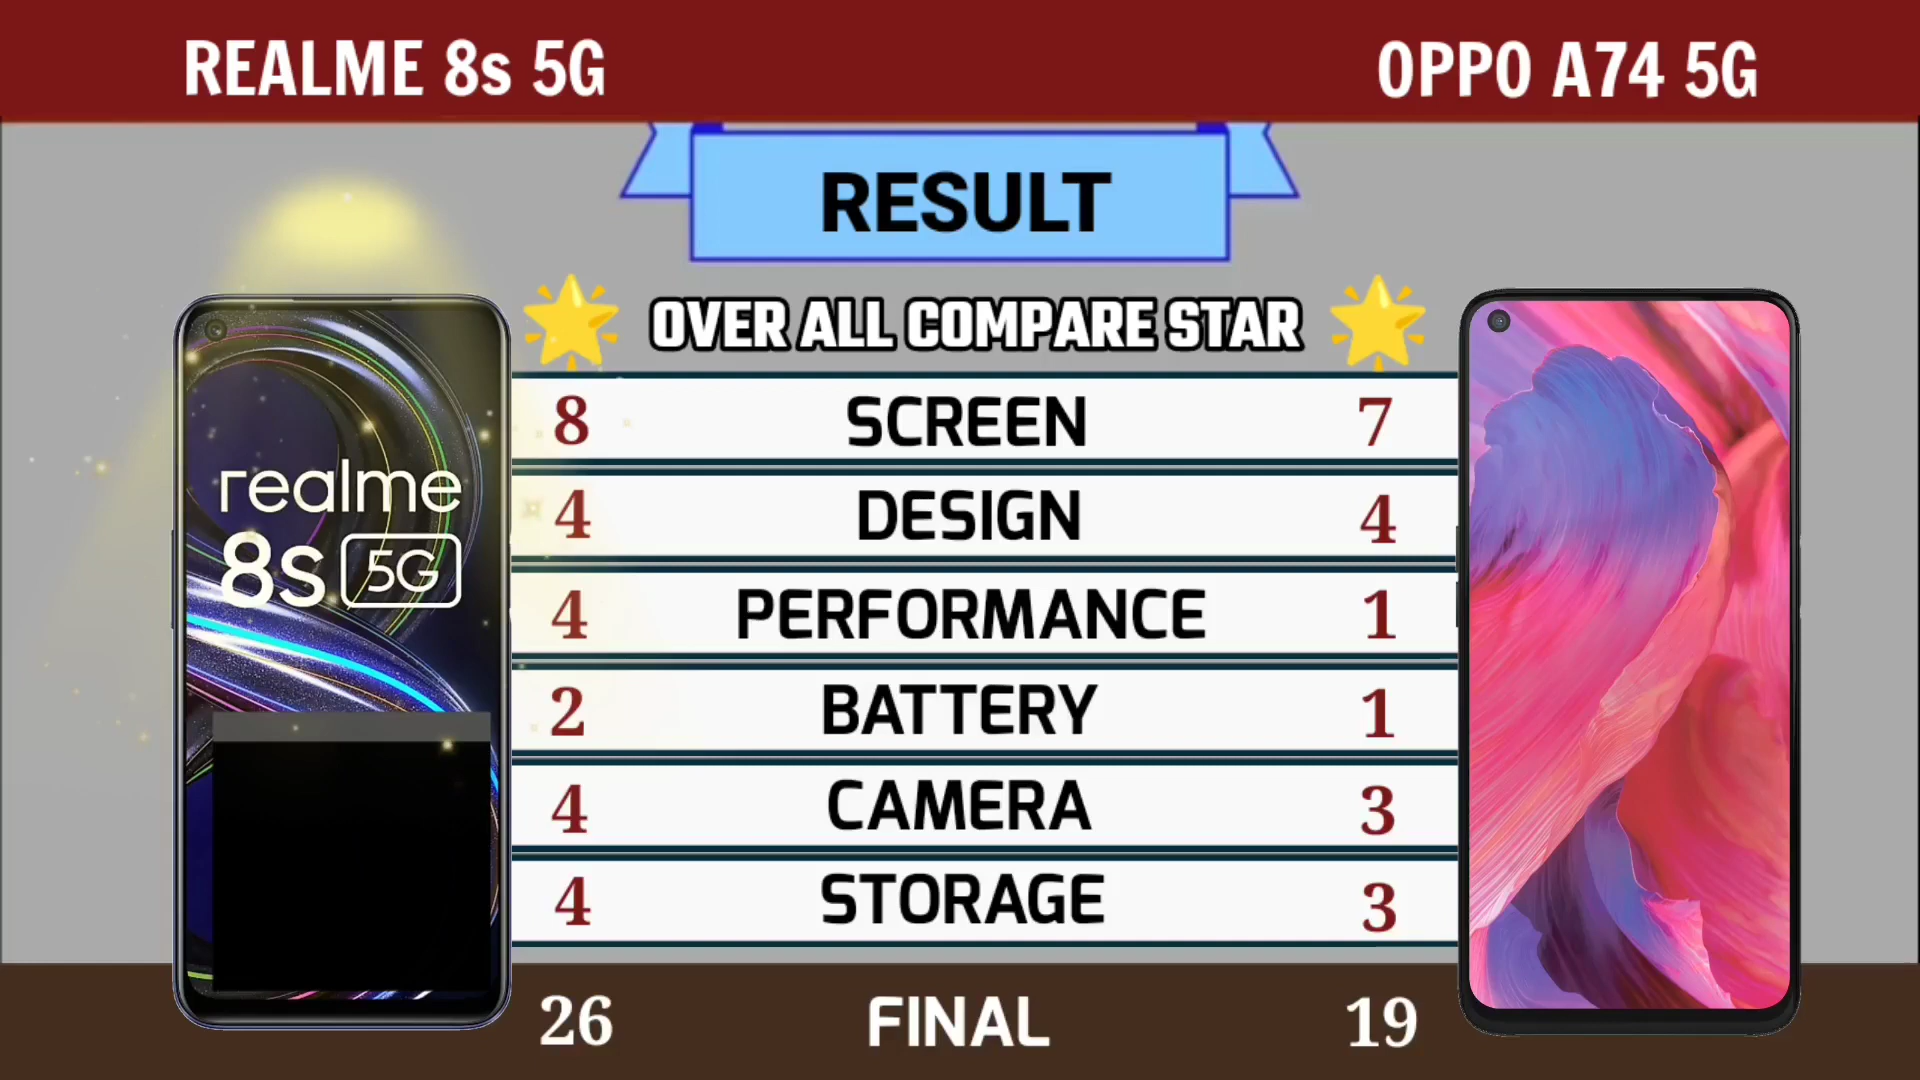 REALME 8s 5G
OPPO A74 5G
RESULT
OVER ALL COMPARE STAR
8 SCREEN 7
4 DESIGN 4
4 PERFORMANCE 1
2 BATTERY 1
4 CAMERA 3
4 STORAGE 3
26 FINAL 19
realme
8s 5G